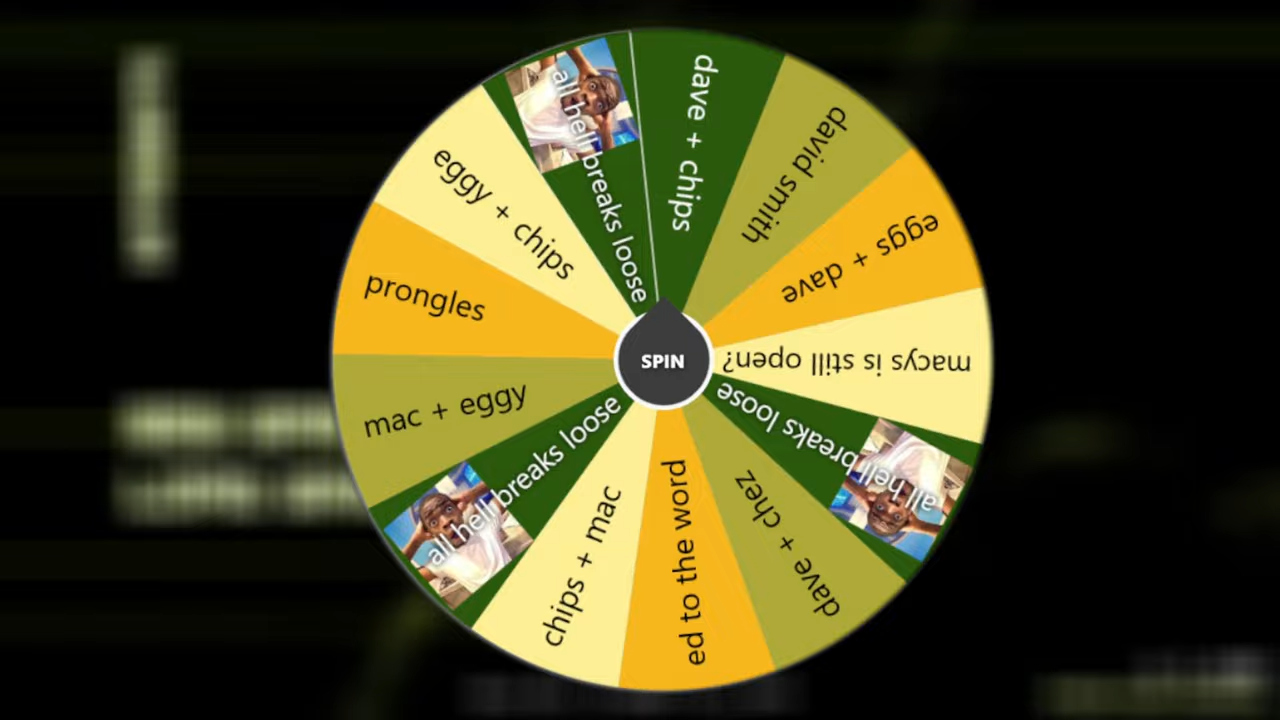 dave + chips
david smith
eggs + dave
macys is still open?
all hell breaks loose
dave + chez
ed to the word
chips + mac
all hell breaks loose
mac + eggy
prongles
eggy + chips
all hell breaks loose
SPIN